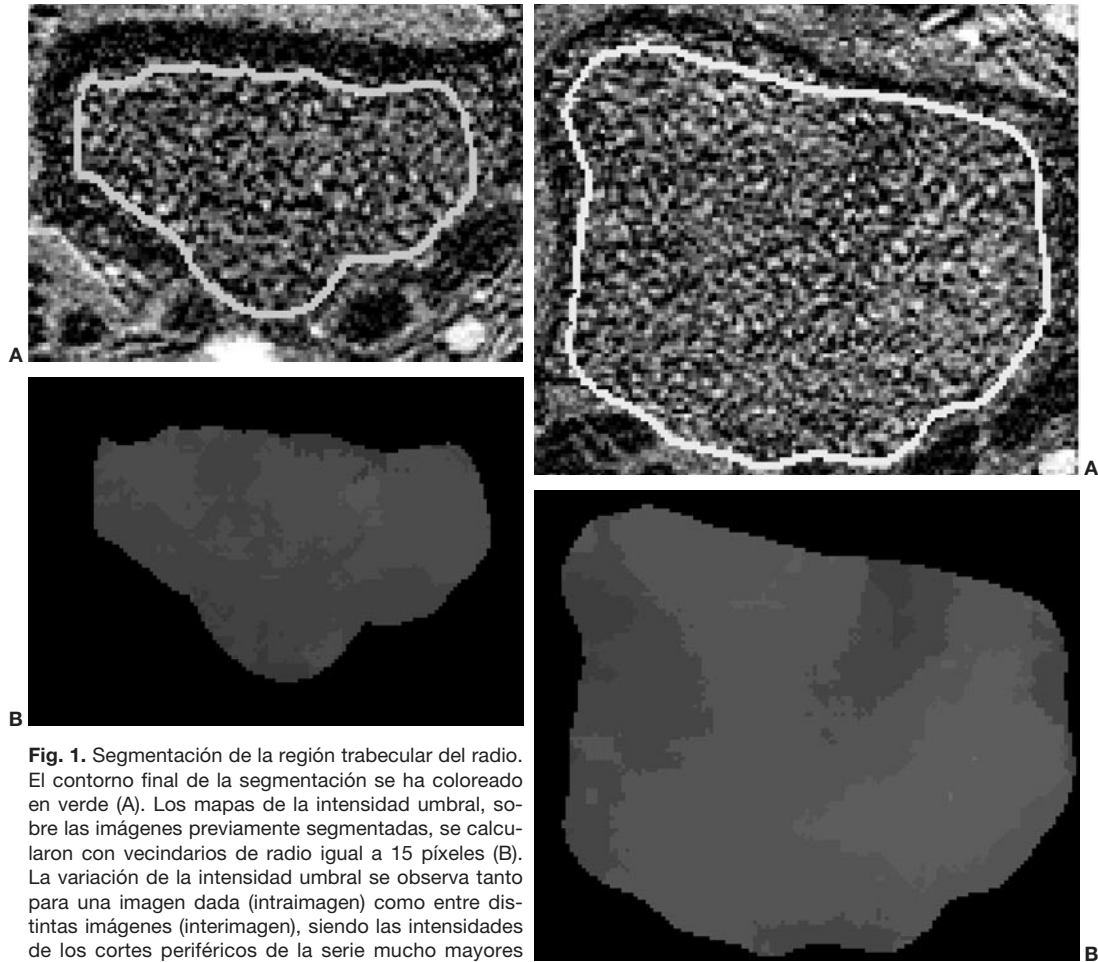 A
A
B
B
Fig. 1. Segmentación de la región trabecular del radio.
El contorno final de la segmentación se ha coloreado
en verde (A). Los mapas de la intensidad umbral, so-
bre las imágenes previamente segmentadas, se calcu-
laron con vecindarios de radio igual a 15 píxeles (B).
La variación de la intensidad umbral se observa tanto
para una imagen dada (intraimagen) como entre dis-
tintas imágenes (interimagen), siendo las intensidades
de los cortes periféricos de la serie mucho mayores